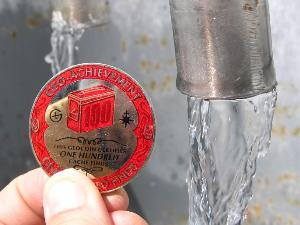 GEO-ACHIEVEMENT
100
THIS GEOCOIN CERTIFIES
ONE HUNDRED
CACHE FINDS